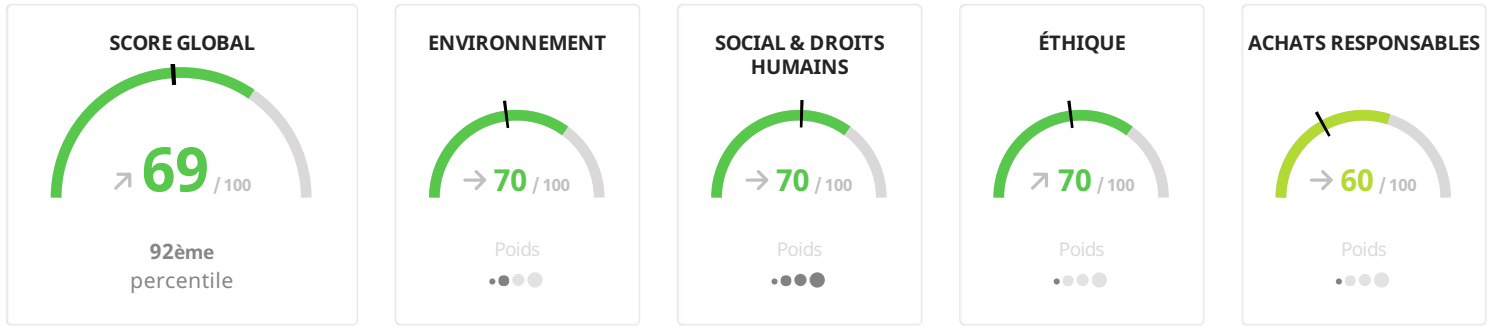 SCORE GLOBAL
69 / 100
92ème
percentile
ENVIRONNEMENT
70 / 100
Poids
SOCIAL & DROITS
HUMAINS
70 / 100
Poids
ÉTHIQUE
70 / 100
Poids
ACHATS RESPONSABLES
60 / 100
Poids